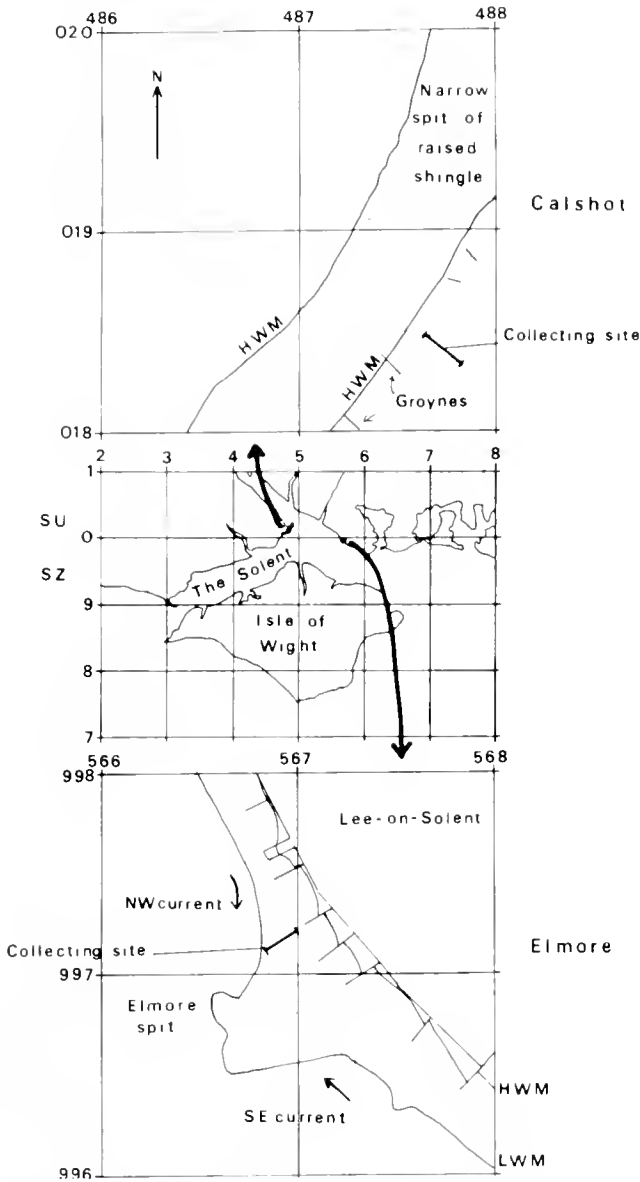 486 487 488
020
N
Narrow
spit of
raised
shingle
Calshot
019
HWM
Collecting site
HWM
Groynes
018
2 3 4 5 6 7 8
1
SU
0
SZ
The Solent
9
Isle of
Wight
8
7
566 567 568
998
Lee-on-Solent
NW current
Collecting site
Elmore
997
Elmore
spit
HWM
SE current
LWM
996